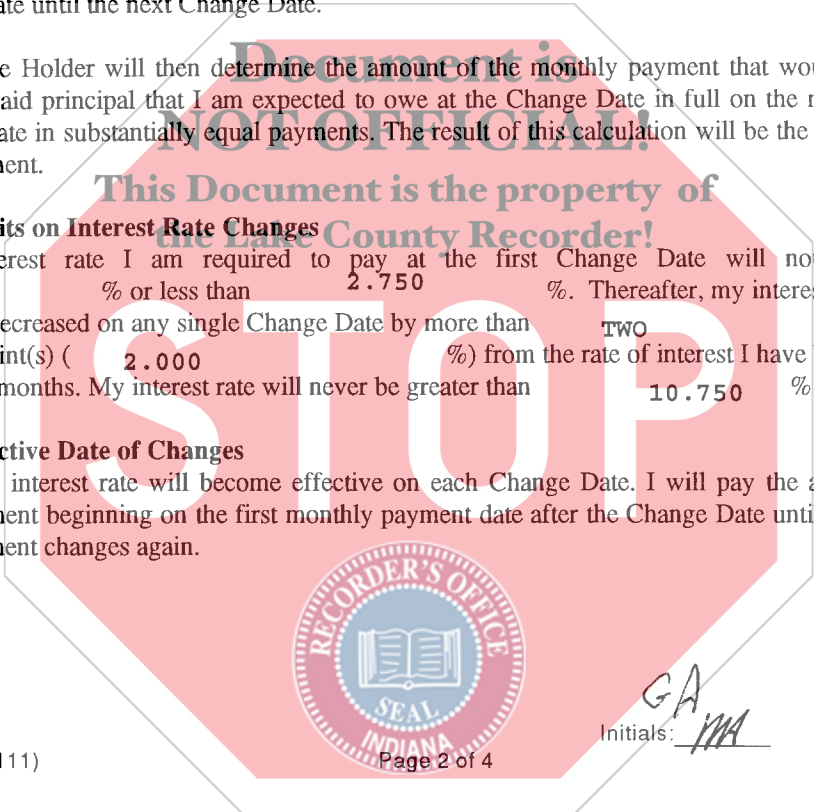 ate until the next Change Date.
Document is
e Holder will then determine the amount of the monthly payment that wou
aid principal that I am expected to owe at the Change Date in full on the m
NOT OFFICIAL!
ate in substantially equal payments. The result of this calculation will be the
ent.
This Document is the property of
the Lake County Recorder!
its on Interest Rate Changes
erest rate I am required to pay at the first Change Date will no
% or less than 2.750 %. Thereafter, my interes
ecreased on any single Change Date by more than TWO
int(s) ( 2.000 %) from the rate of interest I have
months. My interest rate will never be greater than 10.750 %
STOP
ctive Date of Changes
interest rate will become effective on each Change Date. I will pay the a
ent beginning on the first monthly payment date after the Change Date unti
ent changes again.
RECORDER'S OFFICE
SEAL
INDIANA
GA
Initials:
111)
Page 2 of 4